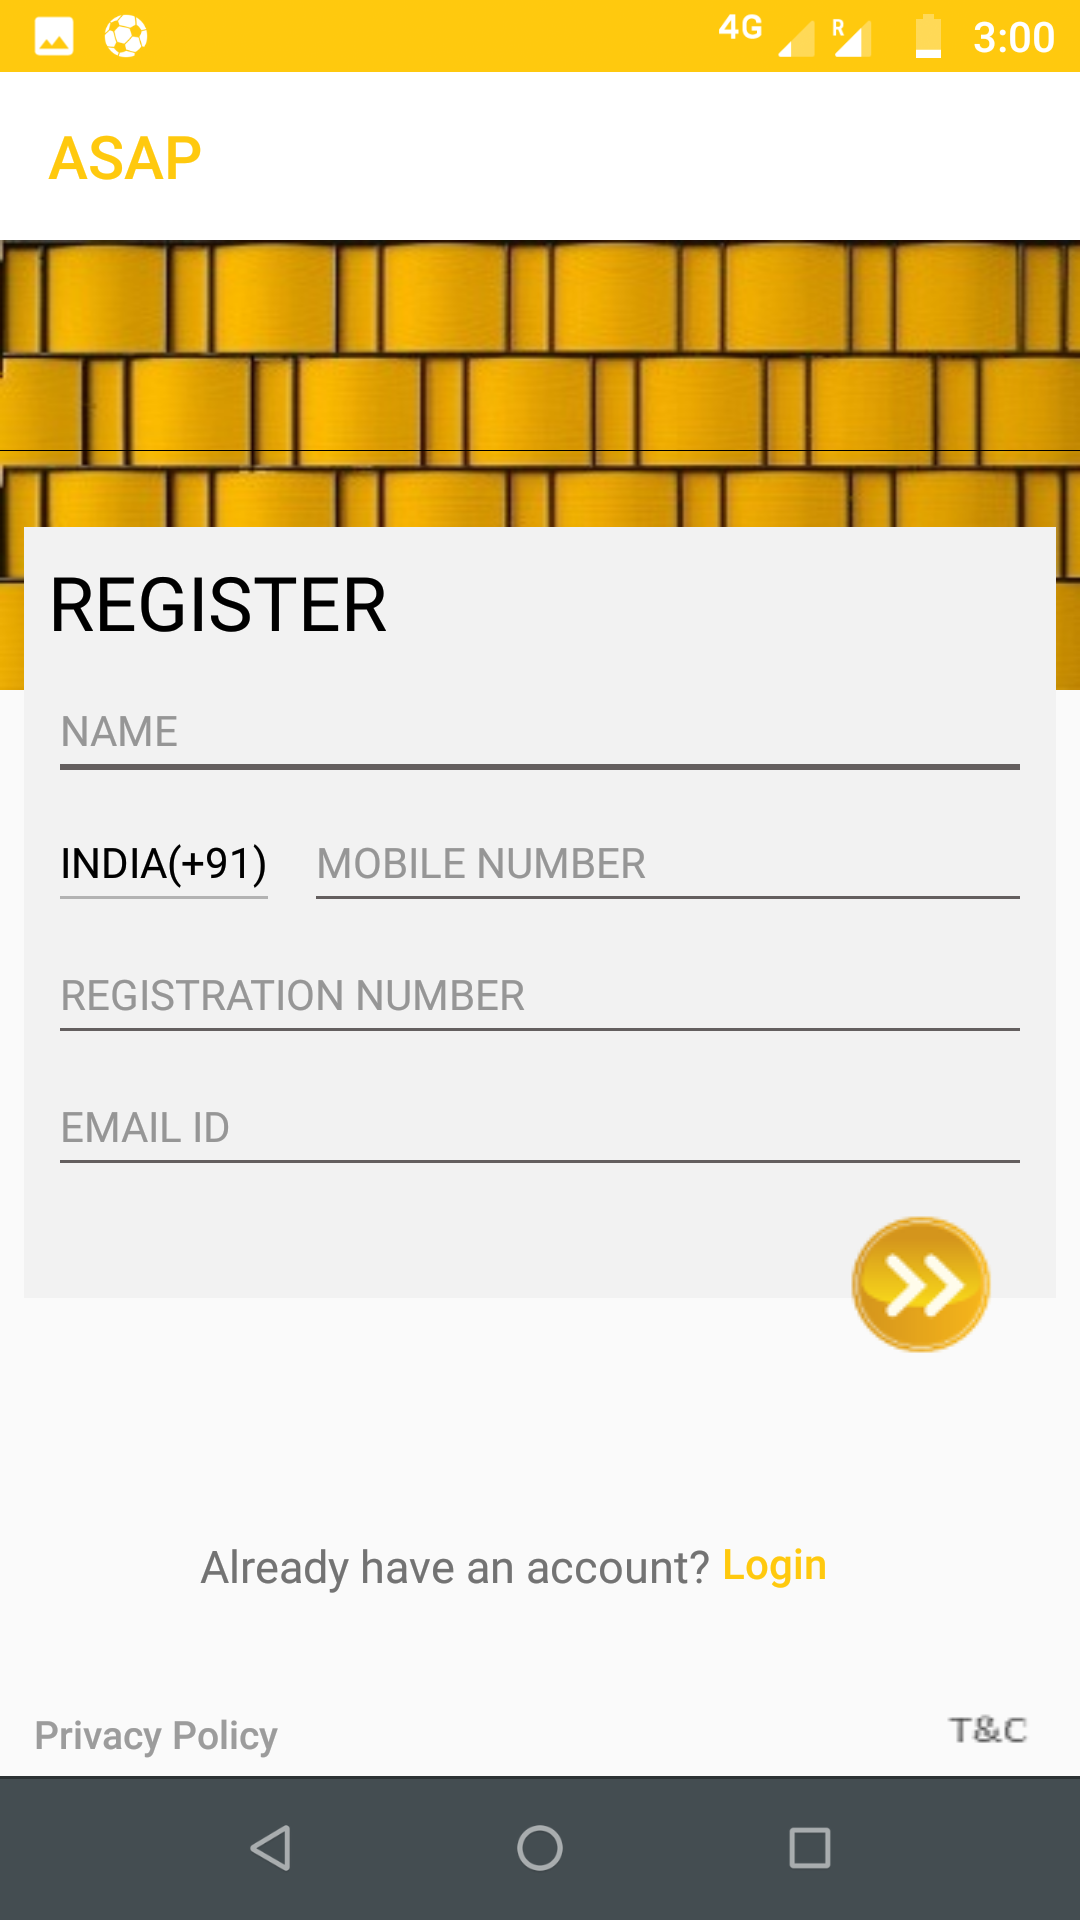 4G R 3:00
ASAP
REGISTER
NAME
INDIA(+91) MOBILE NUMBER
REGISTRATION NUMBER
EMAIL ID
Already have an account? Login
Privacy Policy T&C